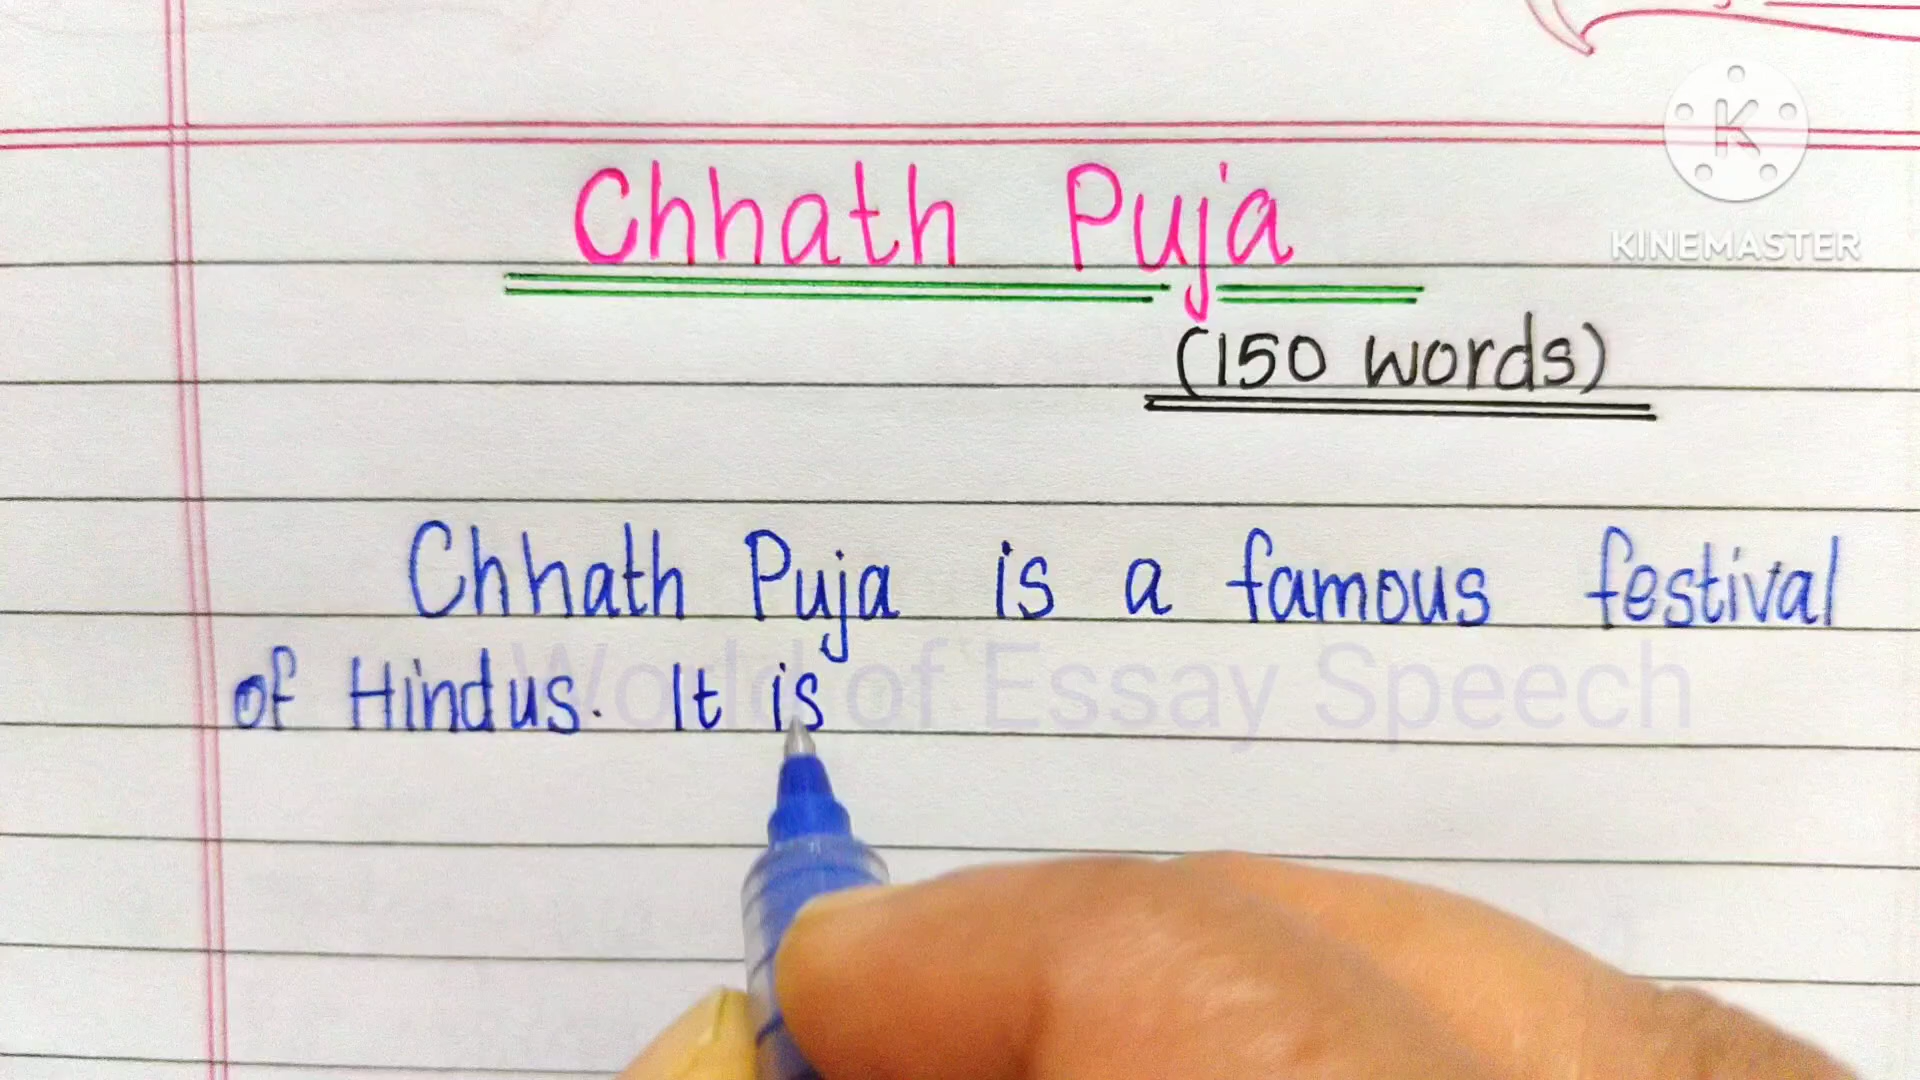 KINEMASTER
Chhath Puja
(150 words)
Chhath Puja is a famous festival
of Hindus. It is
World of Essay Speech